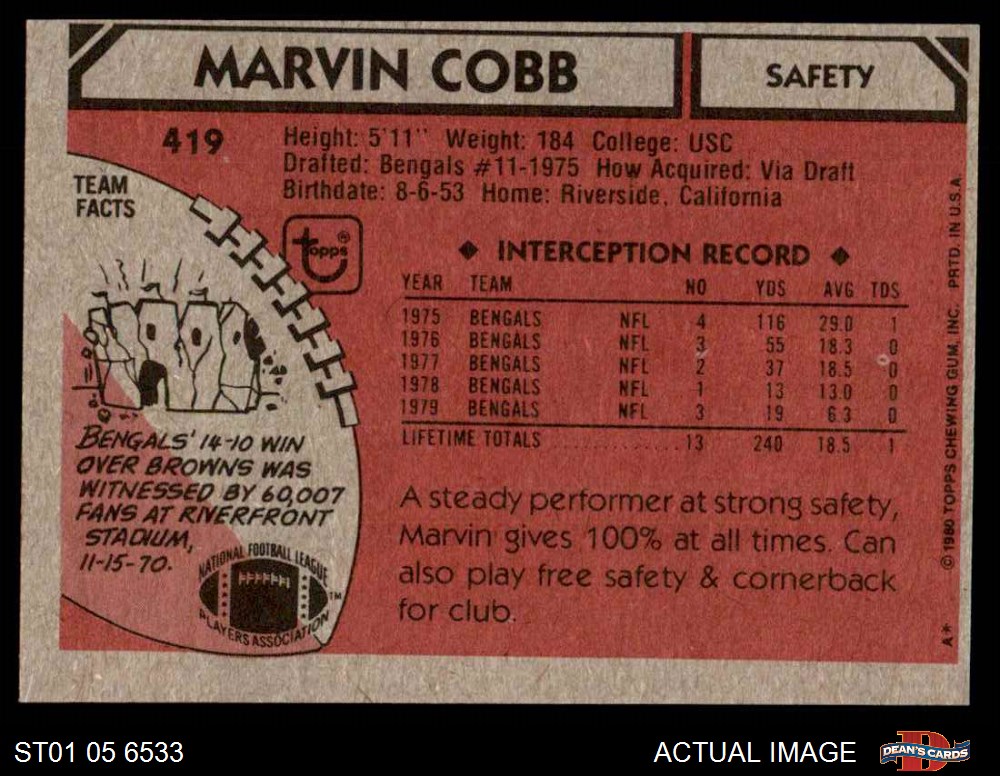 MARVIN COBB
SAFETY
419
Height: 5'11" Weight: 184 College: USC
Drafted: Bengals #11-1975 How Acquired: Via Draft
Birthdate: 8-6-53 Home: Riverside, California
TEAM
FACTS
topps®
◆ INTERCEPTION RECORD ◆
YEAR TEAM NO YDS AVG TDS
1975 BENGALS NFL 4 116 29.0 1
1976 BENGALS NFL 3 55 18.3 0
1977 BENGALS NFL 2 37 18.5 0
1978 BENGALS NFL 1 13 13.0 0
1979 BENGALS NFL 3 19 6.3 0
LIFETIME TOTALS 13 240 18.5 1
BENGALS' 14-10 WIN
OVER BROWNS WAS
WITNESSED BY 60,007
FANS AT RIVERFRONT
STADIUM,
11-15-70.
NATIONAL FOOTBALL LEAGUE
PLAYERS ASSOCIATION
TM
A steady performer at strong safety,
Marvin gives 100% at all times. Can
also play free safety & cornerback
for club.
A* ©1980 TOPPS CHEWING GUM, INC. PRTD. IN U.S.A.
ST01 05 6533
ACTUAL IMAGE
D
DEAN'S CARDS